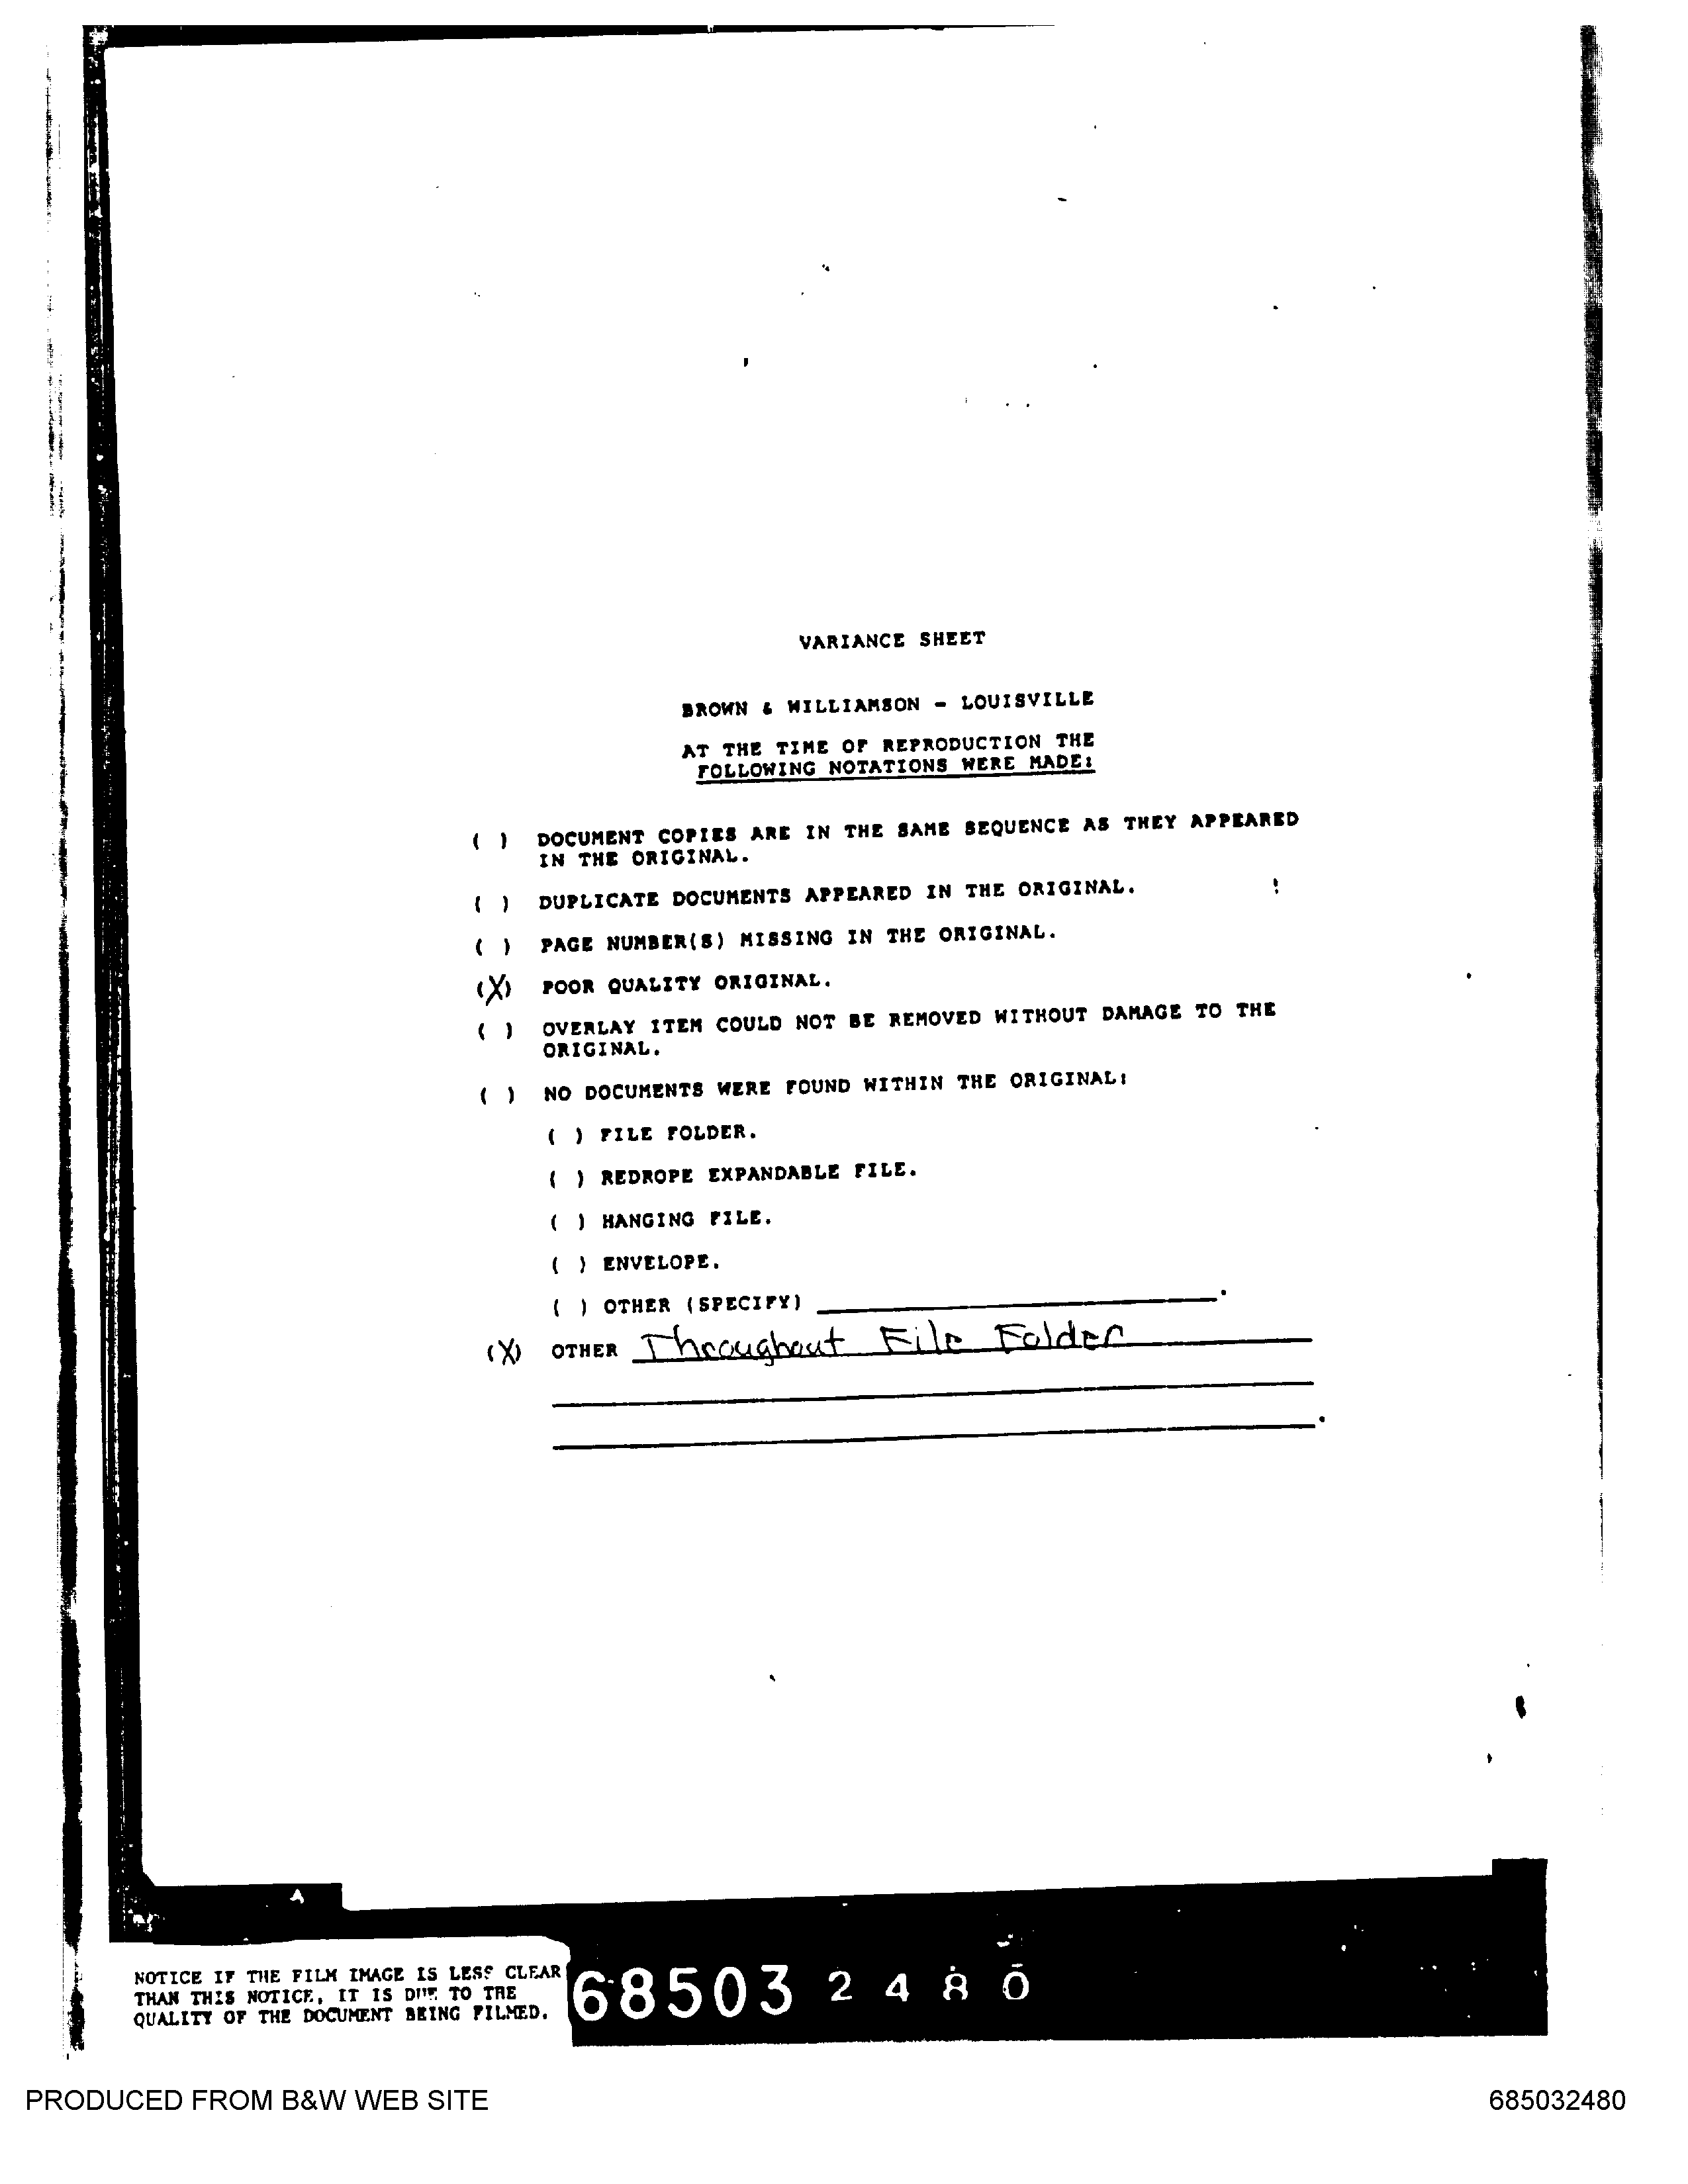 VARIANCE SHEET
BROWN & WILLIAMSON - LOUISVILLE
AT THE TIME OF REPRODUCTION THE
FOLLOWING NOTATIONS WERE MADE:
( ) DOCUMENT COPIES ARE IN THE SAME SEQUENCE AS THEY APPEARED
IN THE ORIGINAL.
( ) DUPLICATE DOCUMENTS APPEARED IN THE ORIGINAL.
( ) PAGE NUMBER(S) MISSING IN THE ORIGINAL.
(X) POOR QUALITY ORIGINAL.
( ) OVERLAY ITEM COULD NOT BE REMOVED WITHOUT DAMAGE TO THE
ORIGINAL.
( ) NO DOCUMENTS WERE FOUND WITHIN THE ORIGINAL:
( ) FILE FOLDER.
( ) REDROPE EXPANDABLE FILE.
( ) HANGING FILE.
( ) ENVELOPE.
( ) OTHER (SPECIFY) .
(X) OTHER Throughout File Folder
NOTICE IF THE FILM IMAGE IS LESS CLEAR
THAN THIS NOTICE, IT IS DUE TO THE
QUALITY OF THE DOCUMENT BEING FILMED.
68503 2480
PRODUCED FROM B&W WEB SITE
685032480